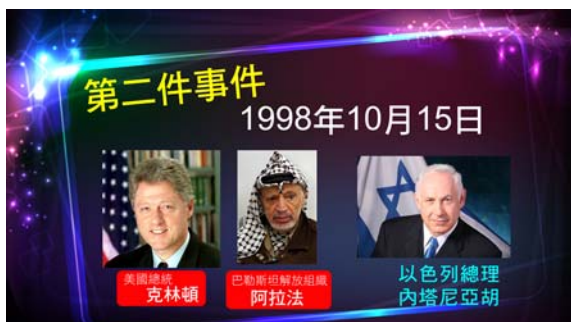 第二件事件
1998年10月15日
美國總統
克林頓
巴勒斯坦解放組織
阿拉法
以色列總理
內塔尼亞胡